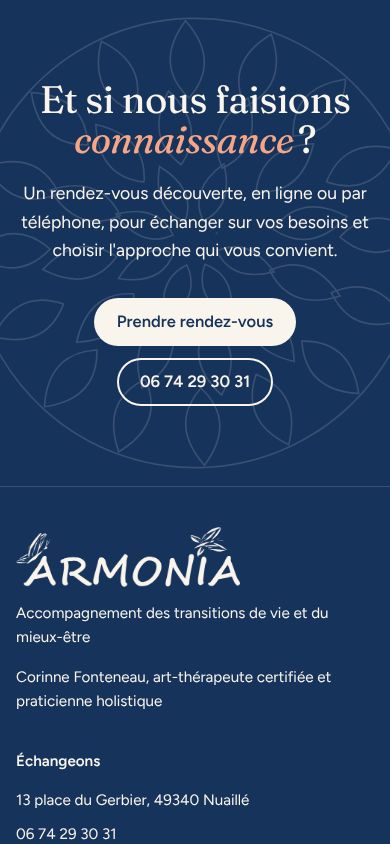 Et si nous faisions
connaissance ?
Un rendez-vous découverte, en ligne ou par
téléphone, pour échanger sur vos besoins et
choisir l'approche qui vous convient.
Prendre rendez-vous
06 74 29 30 31
ARMONIA
Accompagnement des transitions de vie et du
mieux-être
Corinne Fonteneau, art-thérapeute certifiée et
praticienne holistique
Échangeons
13 place du Gerbier, 49340 Nuaillé
06 74 29 30 31